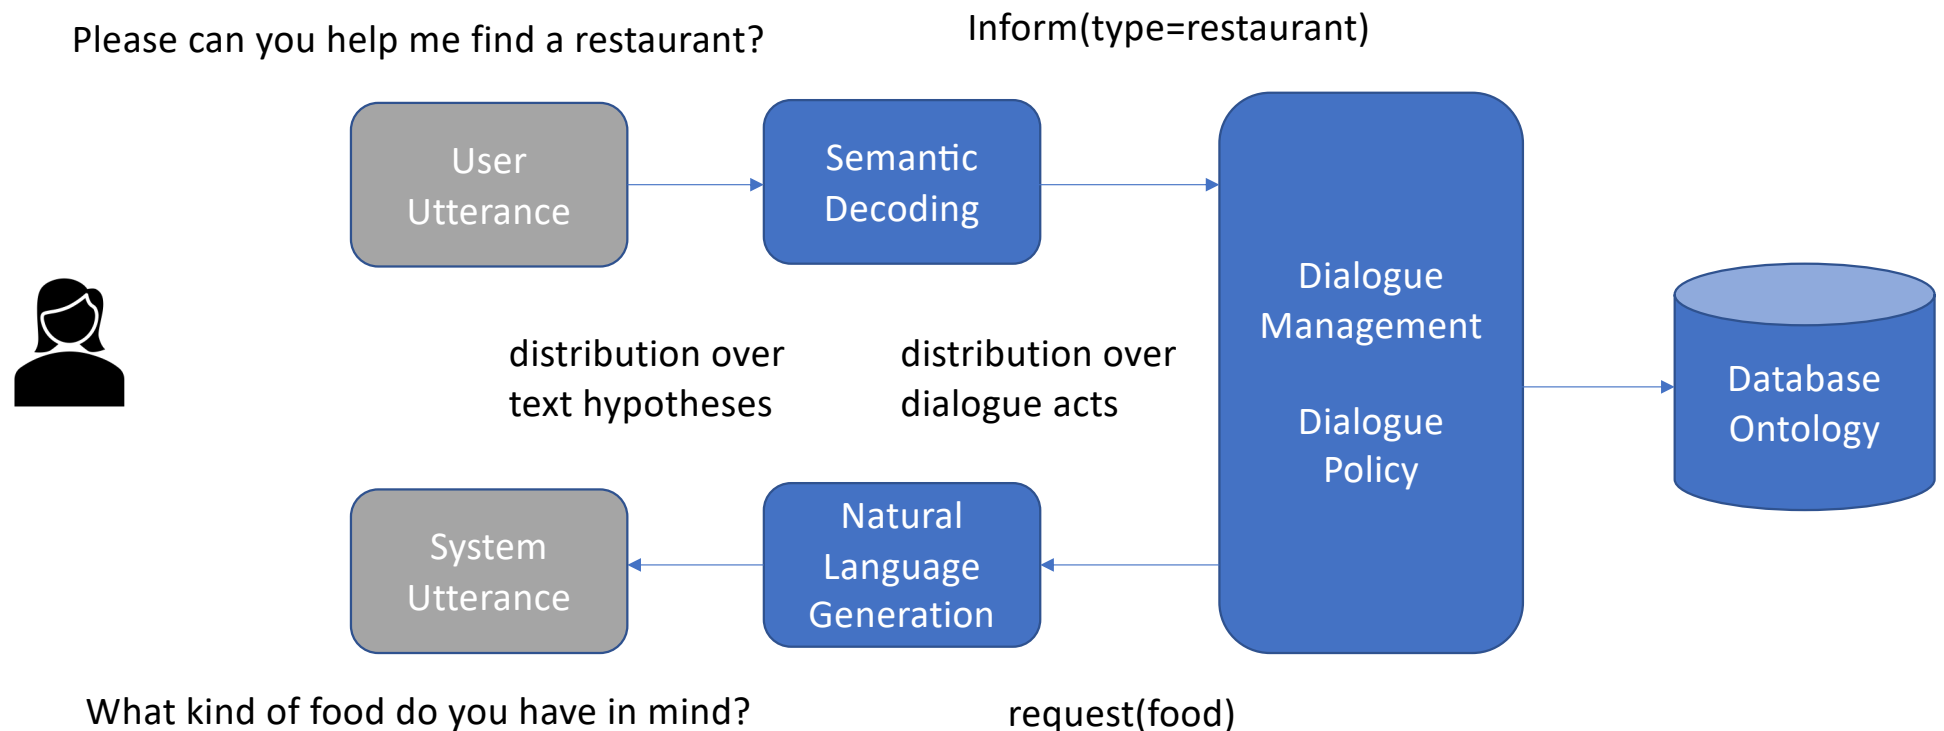 Please can you help me find a restaurant?
Inform(type=restaurant)
User
Utterance
Semantic
Decoding
Dialogue
Management
Dialogue
Policy
Database
Ontology
distribution over
text hypotheses
distribution over
dialogue acts
System
Utterance
Natural
Language
Generation
What kind of food do you have in mind?
request(food)